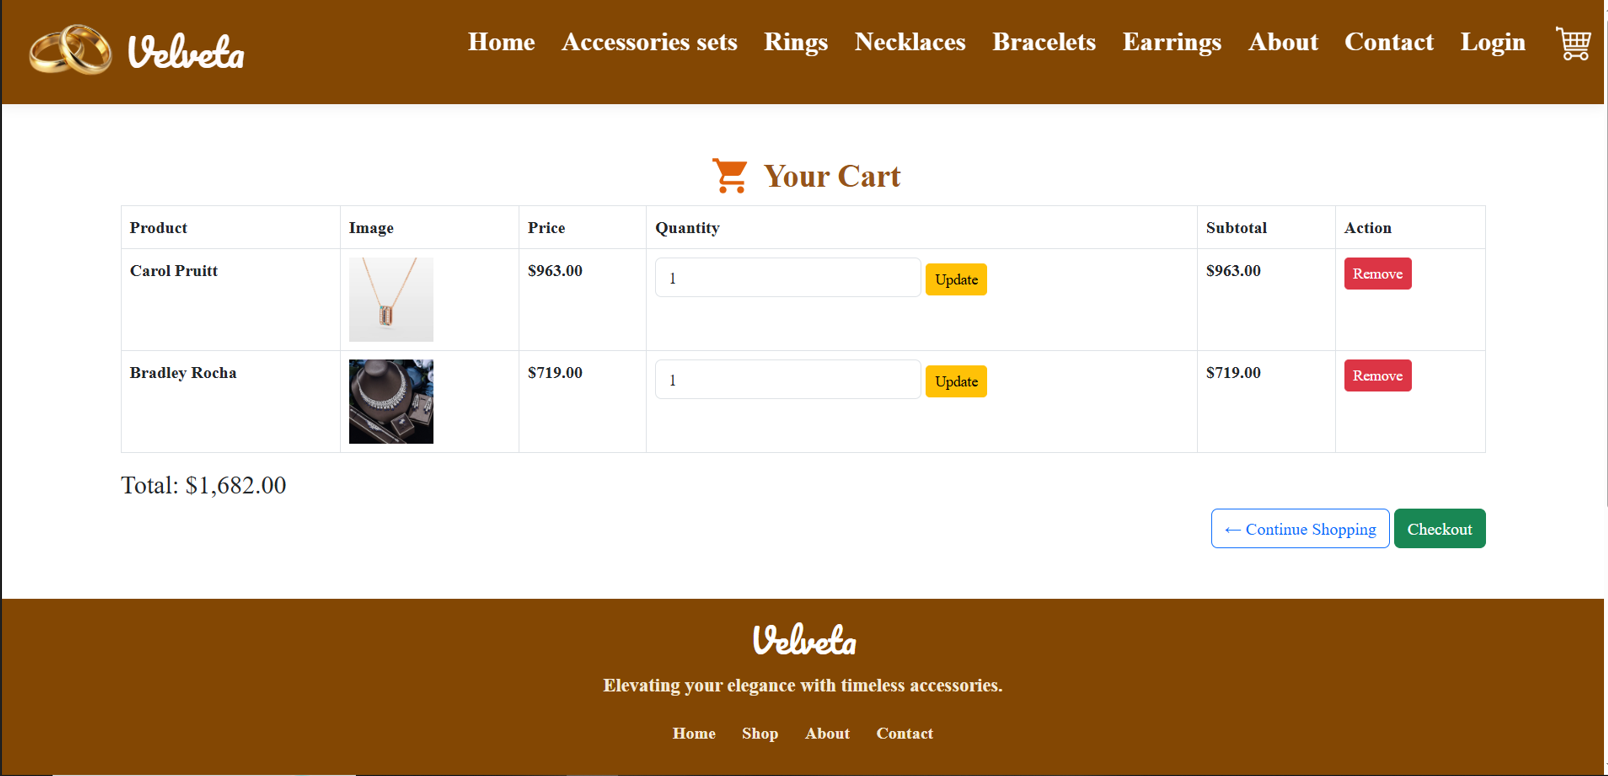 Velveta
Home Accessories sets Rings Necklaces Bracelets Earrings About Contact Login
Your Cart
Product Image Price Quantity Subtotal Action
Carol Pruitt $963.00 1 Update $963.00 Remove
Bradley Rocha $719.00 1 Update $719.00 Remove
Total: $1,682.00
← Continue Shopping Checkout
Velveta
Elevating your elegance with timeless accessories.
Home Shop About Contact